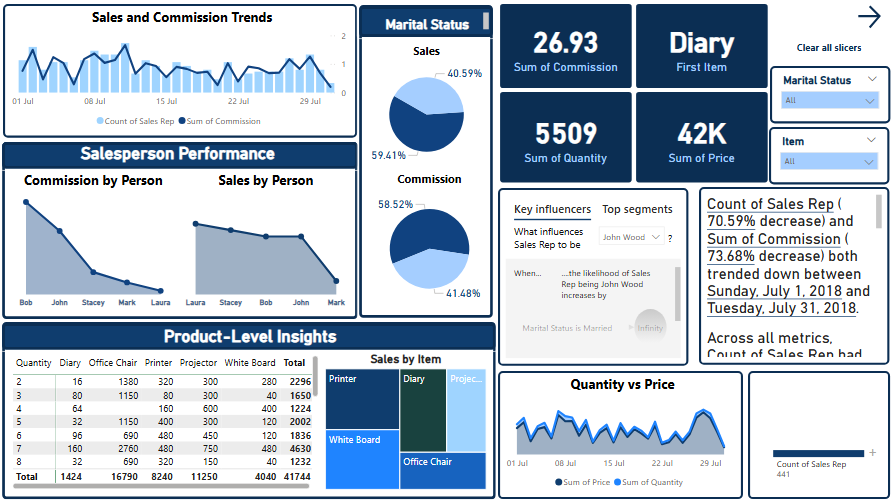 Sales and Commission Trends
2
1
0
01 Jul 08 Jul 15 Jul 22 Jul 29 Jul
Count of Sales Rep Sum of Commission
Marital Status
Sales
40.59%
59.41%
Commission
58.52%
41.48%
26.93
Sum of Commission
Diary
First Item
5509
Sum of Quantity
42K
Sum of Price
Clear all slicers
Marital Status
All
Item
All
Salesperson Performance
Commission by Person
Bob John Stacey Mark Laura
Sales by Person
Laura Stacey Bob John Mark
Key influencers Top segments
What influences Sales Rep to be
John Wood ?
When...
...the likelihood of Sales
Rep being John Wood
increases by
Marital Status is Married
Infinity
Count of Sales Rep (
70.59% decrease) and
Sum of Commission (
73.68% decrease) both
trended down between
Sunday, July 1, 2018 and
Tuesday, July 31, 2018.
Across all metrics,
Count of Sales Rep had
Product-Level Insights
Quantity Diary Office Chair Printer Projector White Board Total
2 16 1380 320 300 280 2296
3 80 1150 80 300 40 1650
4 64 160 600 400 1224
5 32 1150 400 300 120 2002
6 96 690 480 450 120 1836
7 160 2760 480 750 480 4630
8 32 690 320 150 40 1232
Total 1424 16790 8240 11250 4040 41744
Sales by Item
Printer
Diary
Projec...
White Board
Office Chair
Quantity vs Price
01 Jul 08 Jul 15 Jul 22 Jul 29 Jul
Sum of Price Sum of Quantity
Count of Sales Rep
441
+